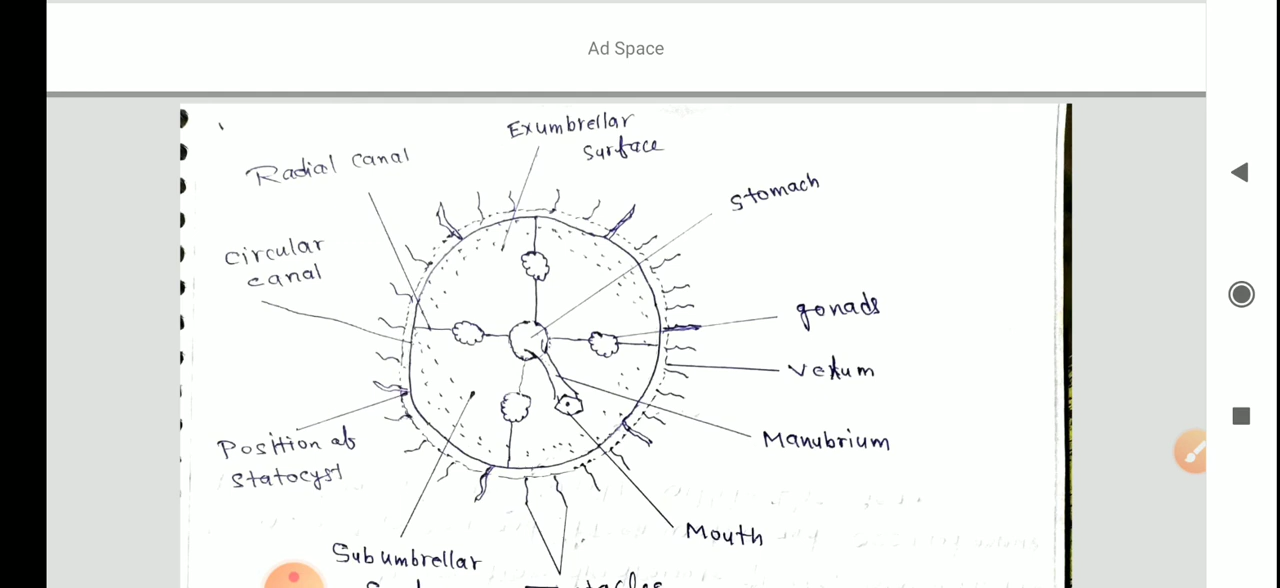 Ad Space
Exumbrellar
surface
Radial canal
stomach
circular
canal
gonads
Velum
Manubrium
Position of
statocyst
Mouth
Subumbrellar